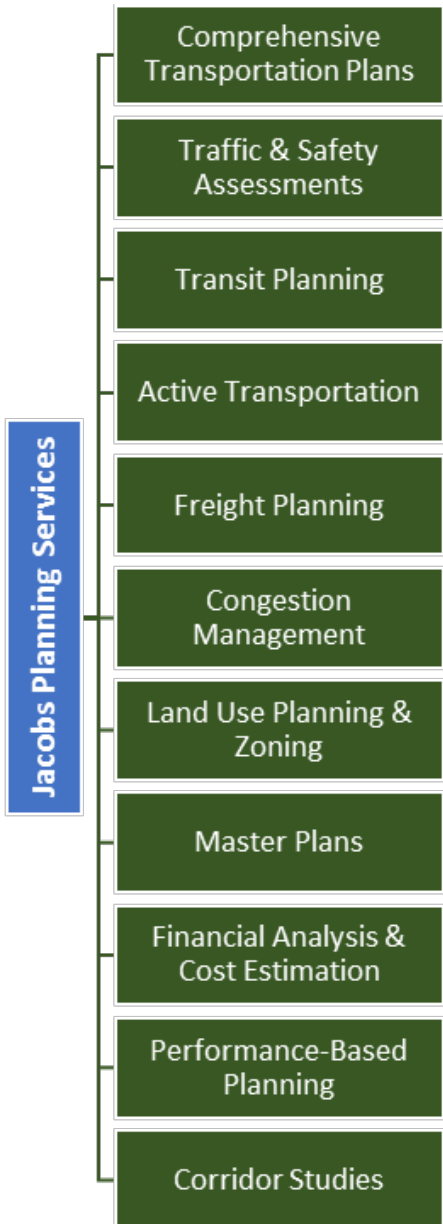 Jacobs Planning Services
Comprehensive
Transportation Plans
Traffic & Safety
Assessments
Transit Planning
Active Transportation
Freight Planning
Congestion
Management
Land Use Planning &
Zoning
Master Plans
Financial Analysis &
Cost Estimation
Performance-Based
Planning
Corridor Studies